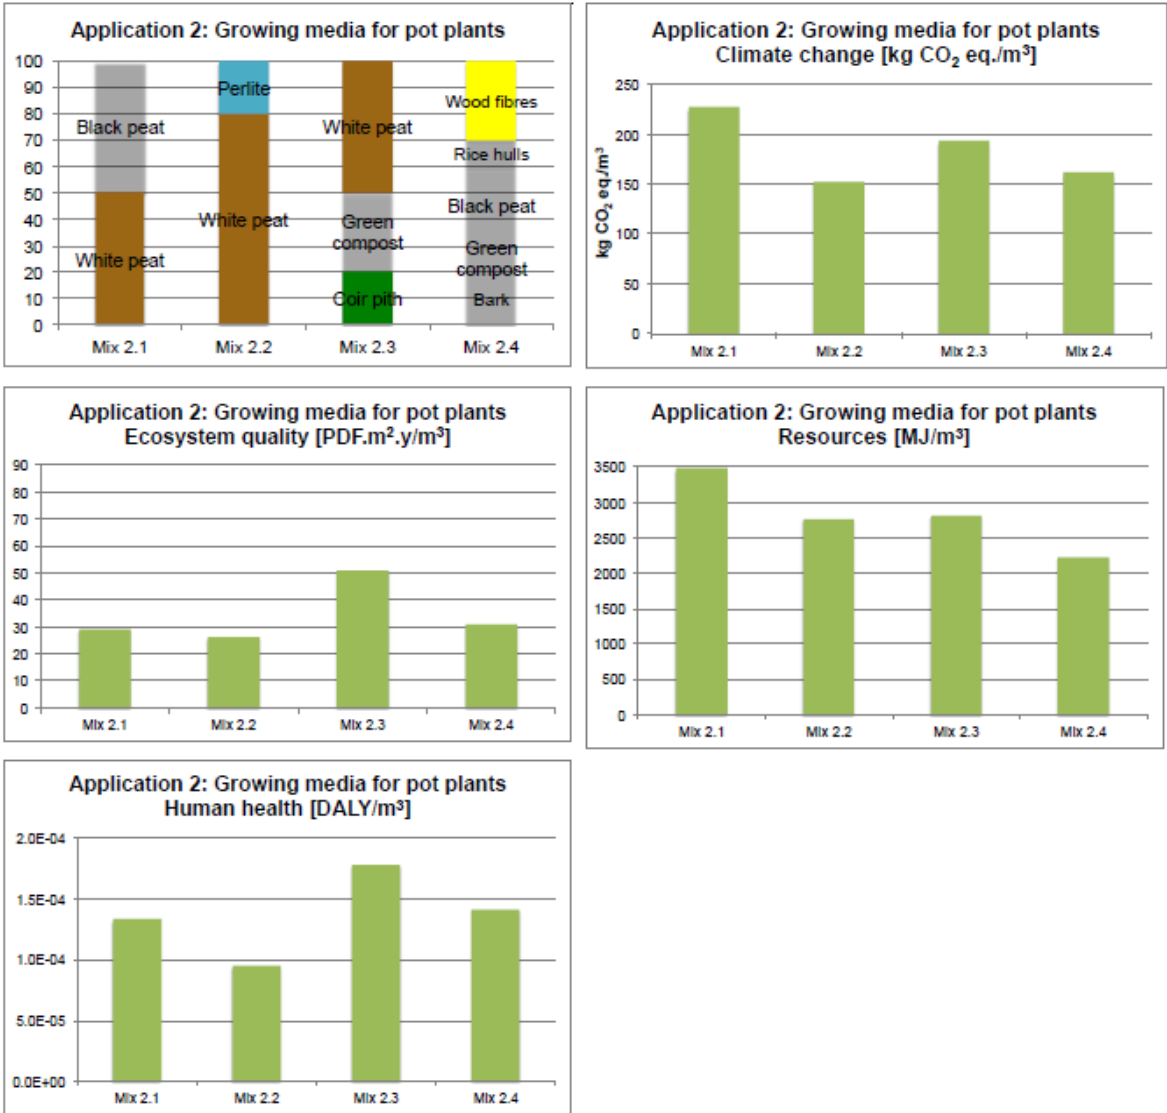 Application 2: Growing media for pot plants
100
90
80
70
60
50
40
30
20
10
0
Black peat
White peat
Perlite
White peat
White peat
Green
compost
Coir pith
Wood fibres
Rice hulls
Black peat
Green
compost
Bark
Mix 2.1 Mix 2.2 Mix 2.3 Mix 2.4
Application 2: Growing media for pot plants
Climate change [kg CO₂ eq./m³]
kg CO₂ eq./m³
250
200
150
100
50
0
Mix 2.1 Mix 2.2 Mix 2.3 Mix 2.4
Application 2: Growing media for pot plants
Ecosystem quality [PDF.m².y/m³]
90
80
70
60
50
40
30
20
10
0
Mix 2.1 Mix 2.2 Mix 2.3 Mix 2.4
Application 2: Growing media for pot plants
Resources [MJ/m³]
3500
3000
2500
2000
1500
1000
500
0
Mix 2.1 Mix 2.2 Mix 2.3 Mix 2.4
Application 2: Growing media for pot plants
Human health [DALY/m³]
2.0E-04
1.5E-04
1.0E-04
5.0E-05
0.0E+00
Mix 2.1 Mix 2.2 Mix 2.3 Mix 2.4